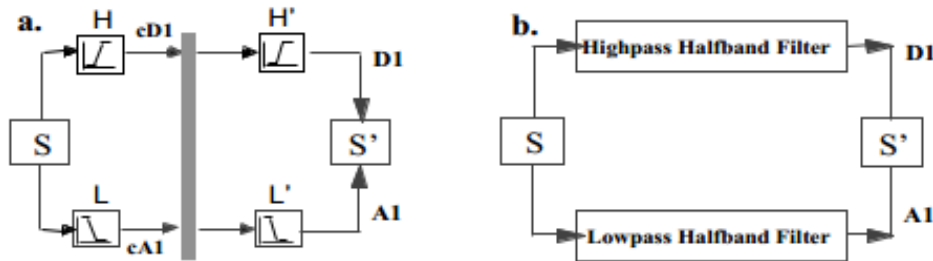 a.
H
cD1
H'
D1
S
S'
L
cA1
L'
A1
b.
Highpass Halfband Filter
D1
S
S'
Lowpass Halfband Filter
A1